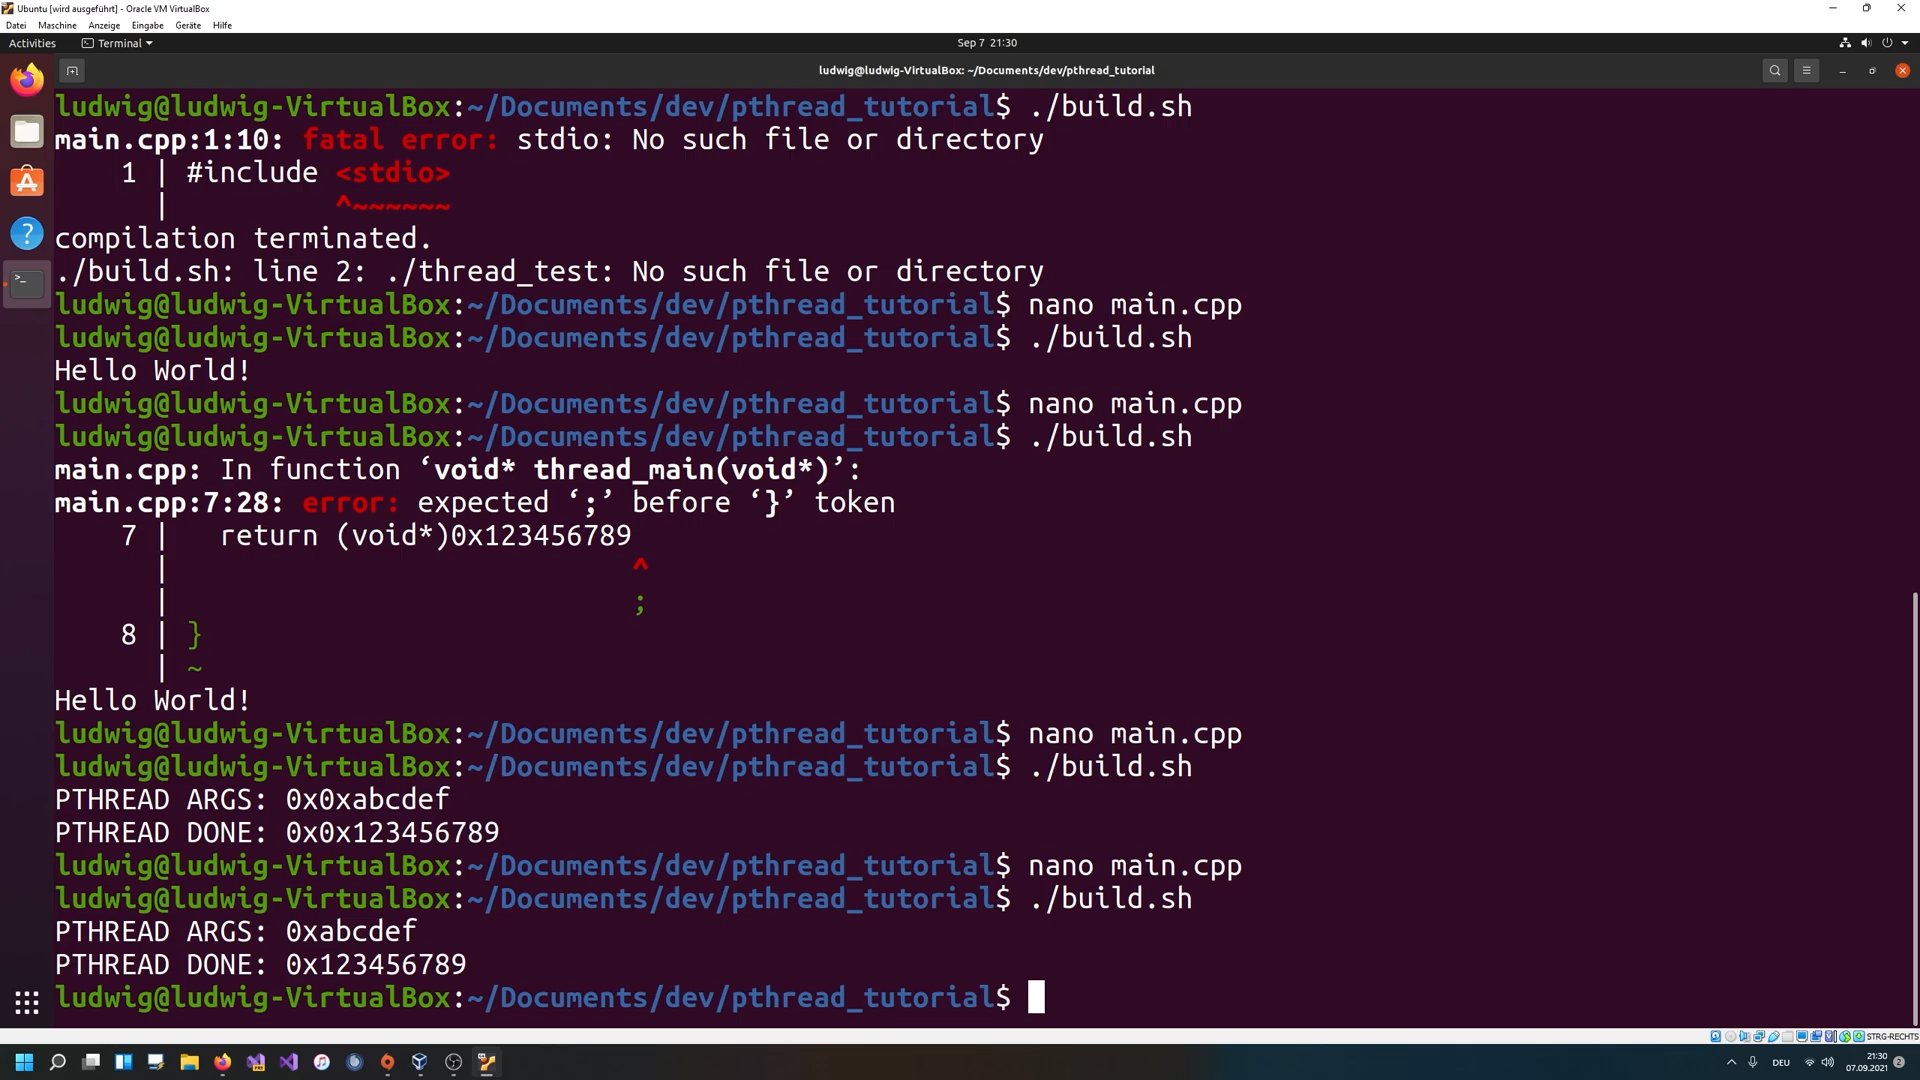 Ubuntu [wird ausgeführt] - Oracle VM VirtualBox
Datei Maschine Anzeige Eingabe Geräte Hilfe
Activities Terminal Sep 7 21:30
ludwig@ludwig-VirtualBox: ~/Documents/dev/pthread_tutorial
ludwig@ludwig-VirtualBox:~/Documents/dev/pthread_tutorial$ ./build.sh
main.cpp:1:10: fatal error: stdio: No such file or directory
1 | #include <stdio>
| ^~~~~~~
compilation terminated.
./build.sh: line 2: ./thread_test: No such file or directory
ludwig@ludwig-VirtualBox:~/Documents/dev/pthread_tutorial$ nano main.cpp
ludwig@ludwig-VirtualBox:~/Documents/dev/pthread_tutorial$ ./build.sh
Hello World!
ludwig@ludwig-VirtualBox:~/Documents/dev/pthread_tutorial$ nano main.cpp
ludwig@ludwig-VirtualBox:~/Documents/dev/pthread_tutorial$ ./build.sh
main.cpp: In function ‘void* thread_main(void*)’:
main.cpp:7:28: error: expected ‘;’ before ‘}’ token
7 | return (void*)0x123456789
| ^
| ;
8 | }
| ~
Hello World!
ludwig@ludwig-VirtualBox:~/Documents/dev/pthread_tutorial$ nano main.cpp
ludwig@ludwig-VirtualBox:~/Documents/dev/pthread_tutorial$ ./build.sh
PTHREAD ARGS: 0x0xabcdef
PTHREAD DONE: 0x0x123456789
ludwig@ludwig-VirtualBox:~/Documents/dev/pthread_tutorial$ nano main.cpp
ludwig@ludwig-VirtualBox:~/Documents/dev/pthread_tutorial$ ./build.sh
PTHREAD ARGS: 0xabcdef
PTHREAD DONE: 0x123456789
ludwig@ludwig-VirtualBox:~/Documents/dev/pthread_tutorial$
STRG-RECHTS
DEU 21:30
07.09.2021 2